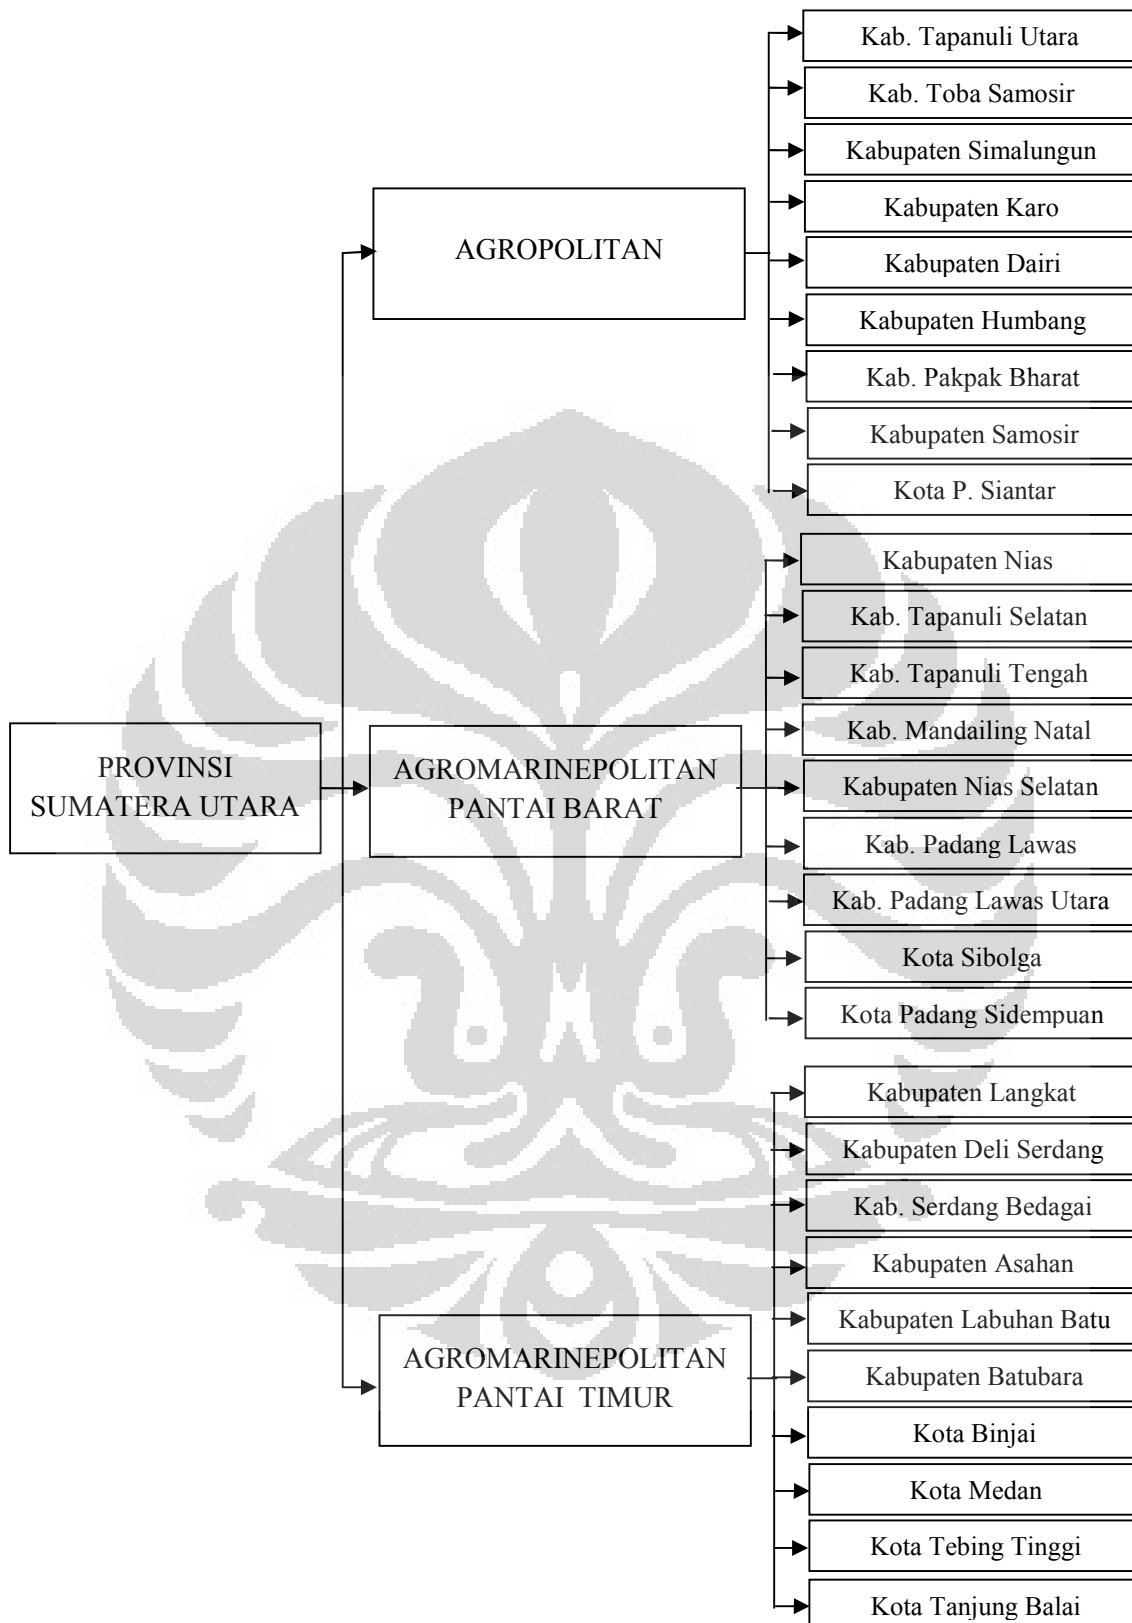 Kab. Tapanuli Utara
Kab. Toba Samosir
Kabupaten Simalungun
Kabupaten Karo
Kabupaten Dairi
Kabupaten Humbang
Kab. Pakpak Bharat
Kabupaten Samosir
Kota P. Siantar
AGROPOLITAN
Kabupaten Nias
Kab. Tapanuli Selatan
Kab. Tapanuli Tengah
Kab. Mandailing Natal
Kabupaten Nias Selatan
Kab. Padang Lawas
Kab. Padang Lawas Utara
Kota Sibolga
Kota Padang Sidempuan
PROVINSI
SUMATERA UTARA
AGROMARINEPOLITAN
PANTAI BARAT
Kabupaten Langkat
Kabupaten Deli Serdang
Kab. Serdang Bedagai
Kabupaten Asahan
Kabupaten Labuhan Batu
Kabupaten Batubara
Kota Binjai
Kota Medan
Kota Tebing Tinggi
Kota Tanjung Balai
AGROMARINEPOLITAN
PANTAI TIMUR